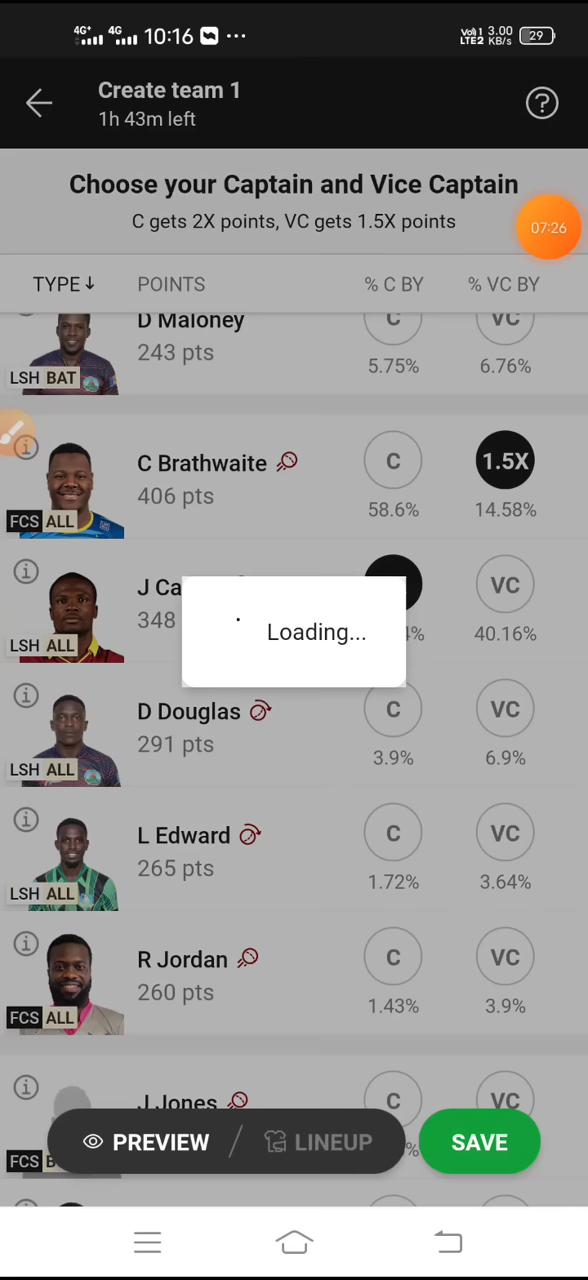 4G+ 4G 10:16 ... Vo)) 1 LTE2 3.00 KB/s 29
Create team 1
1h 43m left
Choose your Captain and Vice Captain
C gets 2X points, VC gets 1.5X points
07:26
TYPE↓ POINTS % C BY % VC BY
D Maloney C VC
243 pts
5.75% 6.76%
LSH BAT
C Brathwaite C 1.5X
406 pts
58.6% 14.58%
FCS ALL
J Ca VC
348
4% 40.16%
LSH ALL
Loading...
D Douglas C VC
291 pts
3.9% 6.9%
LSH ALL
L Edward C VC
265 pts
1.72% 3.64%
LSH ALL
R Jordan C VC
260 pts
1.43% 3.9%
FCS ALL
J Jones C VC
PREVIEW / LINEUP SAVE
FCS B %